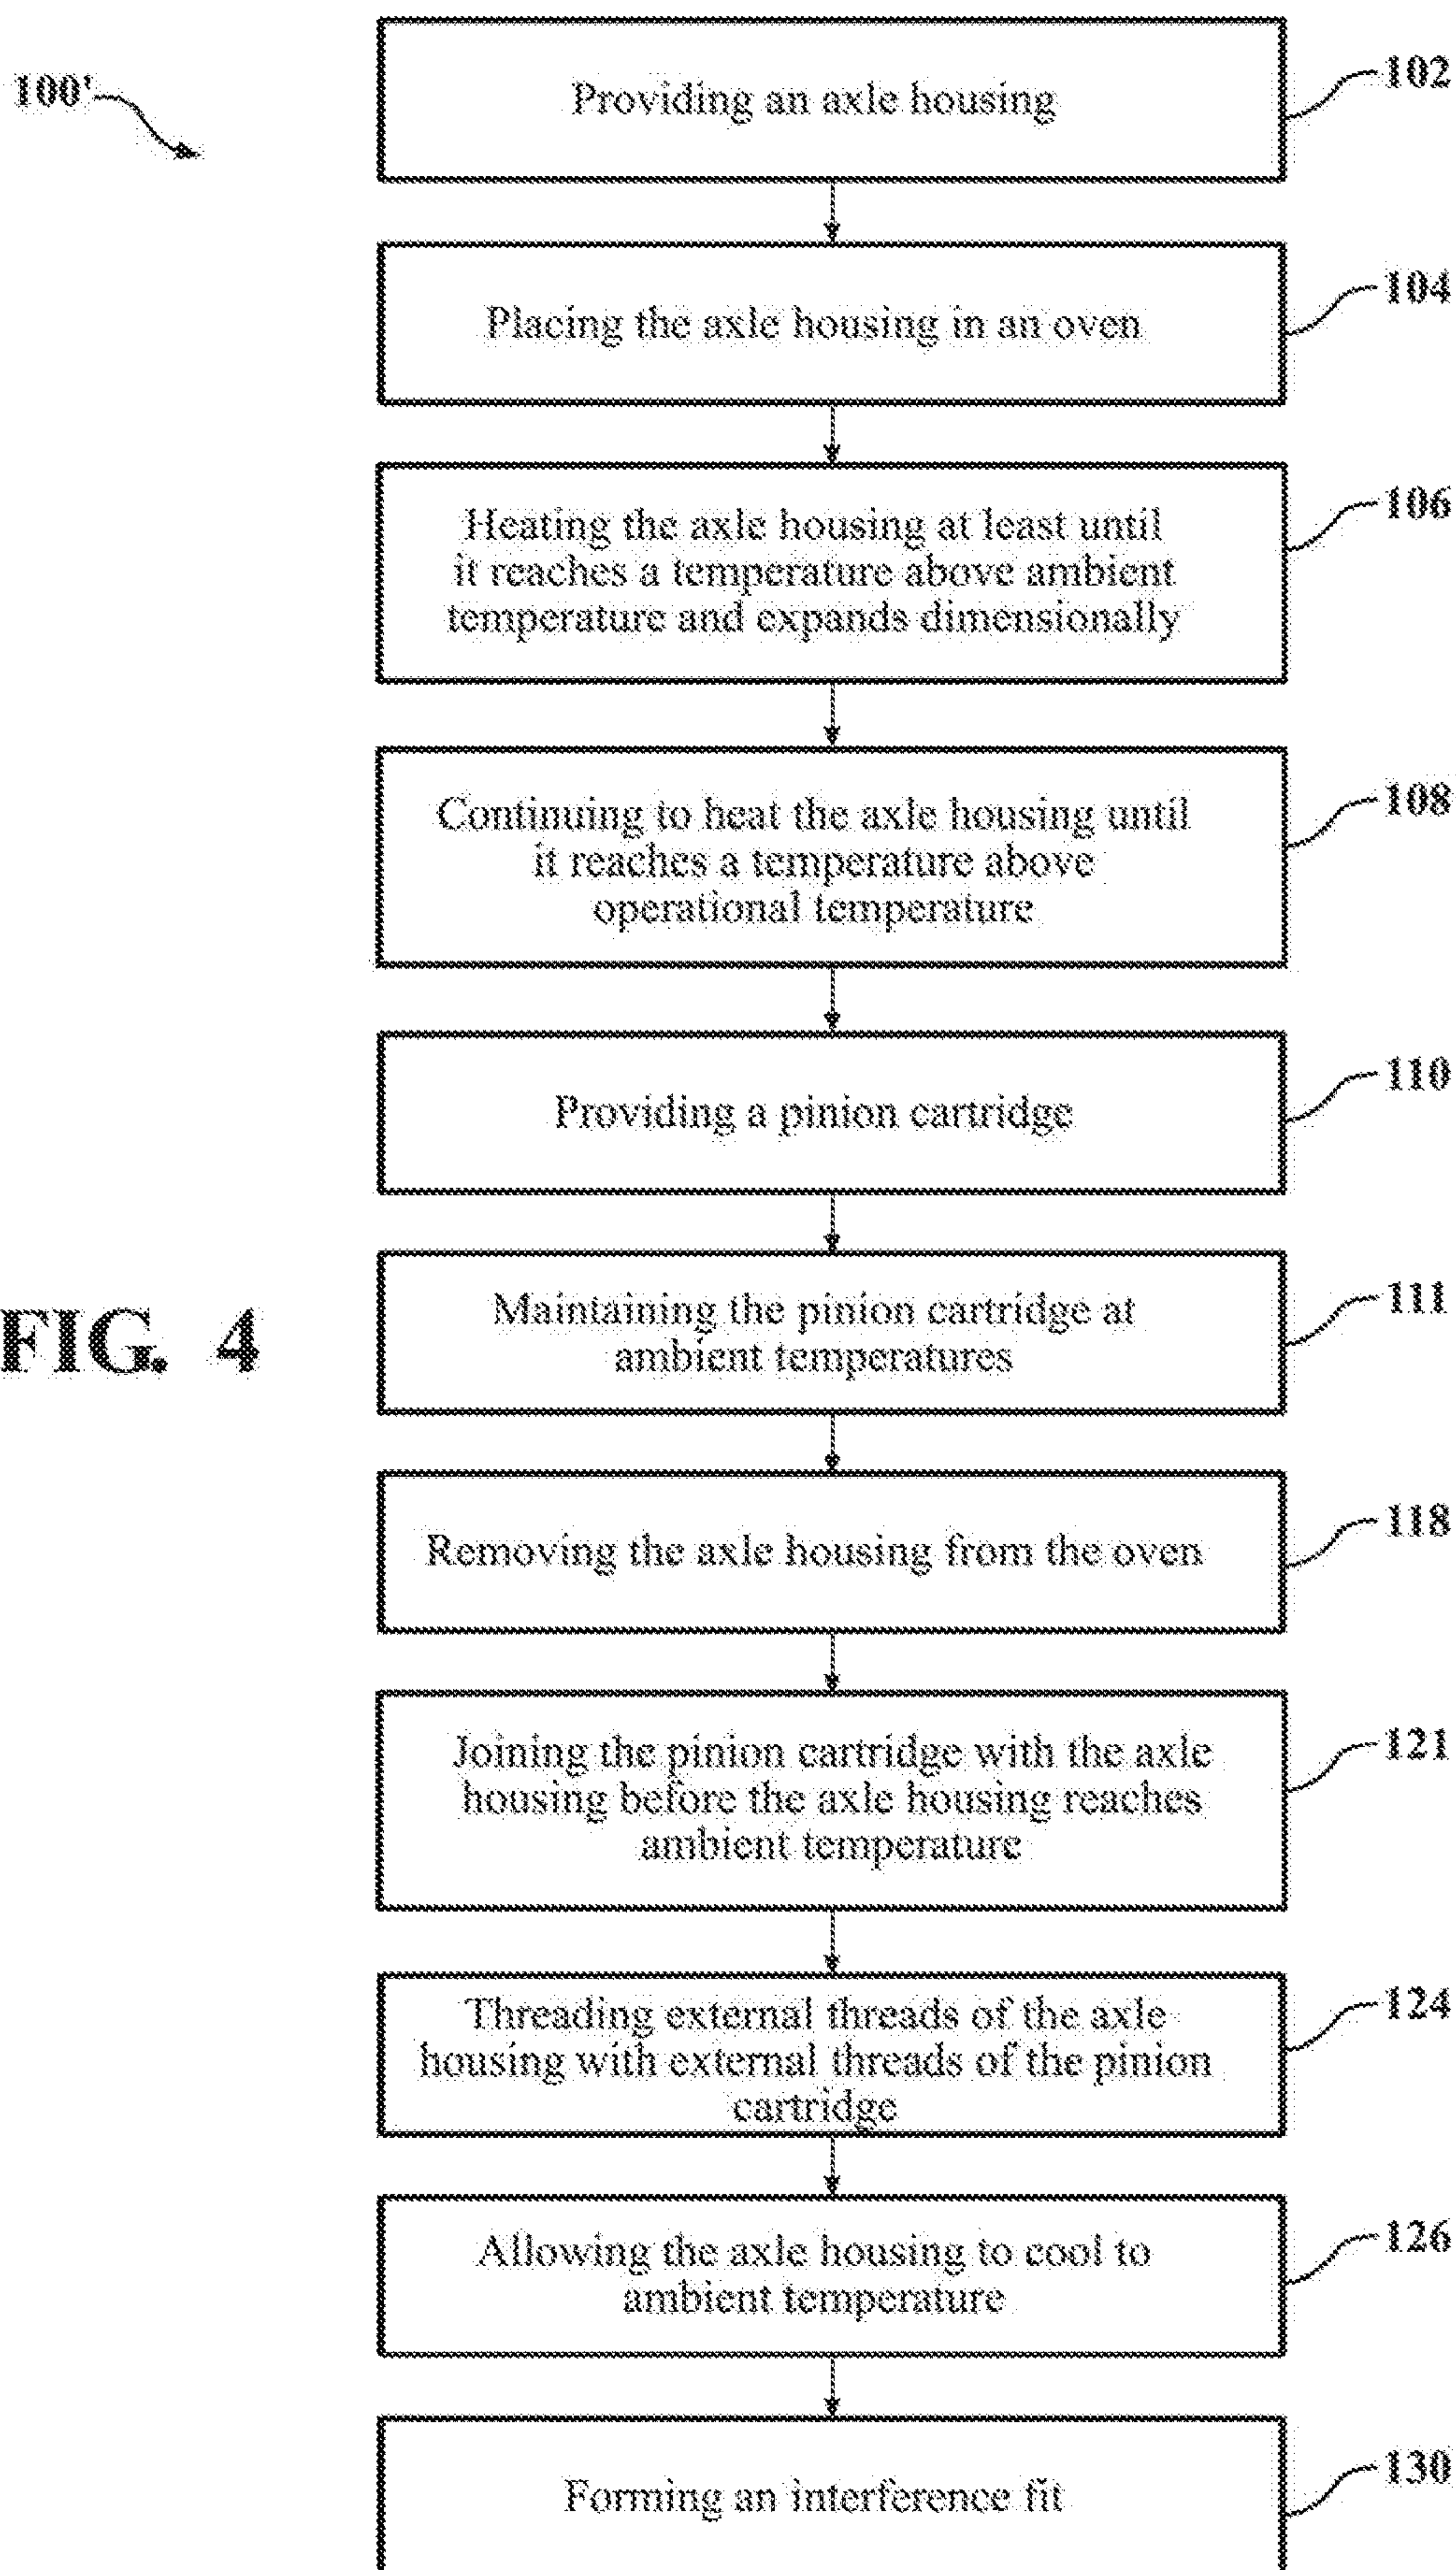 100'
Providing an axle housing
102
Placing the axle housing in an oven
104
Heating the axle housing at least until
it reaches a temperature above ambient
temperature and expands dimensionally
106
Continuing to heat the axle housing until
it reaches a temperature above
operational temperature
108
Providing a pinion cartridge
110
FIG. 4
Maintaining the pinion cartridge at
ambient temperatures
111
Removing the axle housing from the oven
118
Joining the pinion cartridge with the axle
housing before the axle housing reaches
ambient temperature
121
Threading external threads of the axle
housing with external threads of the pinion
cartridge
124
Allowing the axle housing to cool to
ambient temperature
126
Forming an interference fit
130